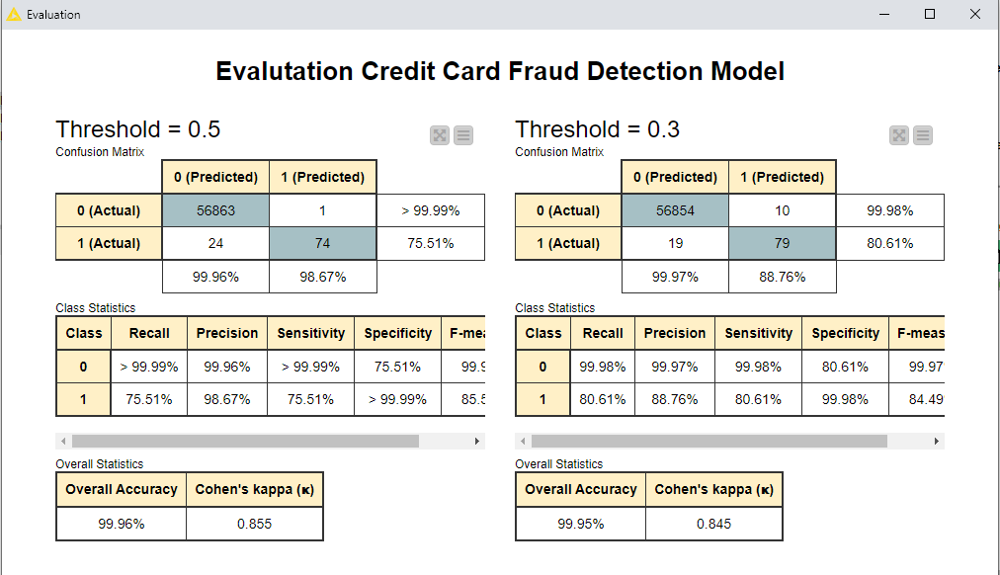 Evaluation
Evalutation Credit Card Fraud Detection Model
Threshold = 0.5
Confusion Matrix
0 (Predicted) 1 (Predicted)
0 (Actual) 56863 1 > 99.99%
1 (Actual) 24 74 75.51%
99.96% 98.67%
Class Statistics
Class Recall Precision Sensitivity Specificity F-mea
0 > 99.99% 99.96% > 99.99% 75.51% 99.9
1 75.51% 98.67% 75.51% > 99.99% 85.5
Overall Statistics
Overall Accuracy Cohen's kappa (κ)
99.96% 0.855
Threshold = 0.3
Confusion Matrix
0 (Predicted) 1 (Predicted)
0 (Actual) 56854 10 99.98%
1 (Actual) 19 79 80.61%
99.97% 88.76%
Class Statistics
Class Recall Precision Sensitivity Specificity F-meas
0 99.98% 99.97% 99.98% 80.61% 99.97
1 80.61% 88.76% 80.61% 99.98% 84.49
Overall Statistics
Overall Accuracy Cohen's kappa (κ)
99.95% 0.845